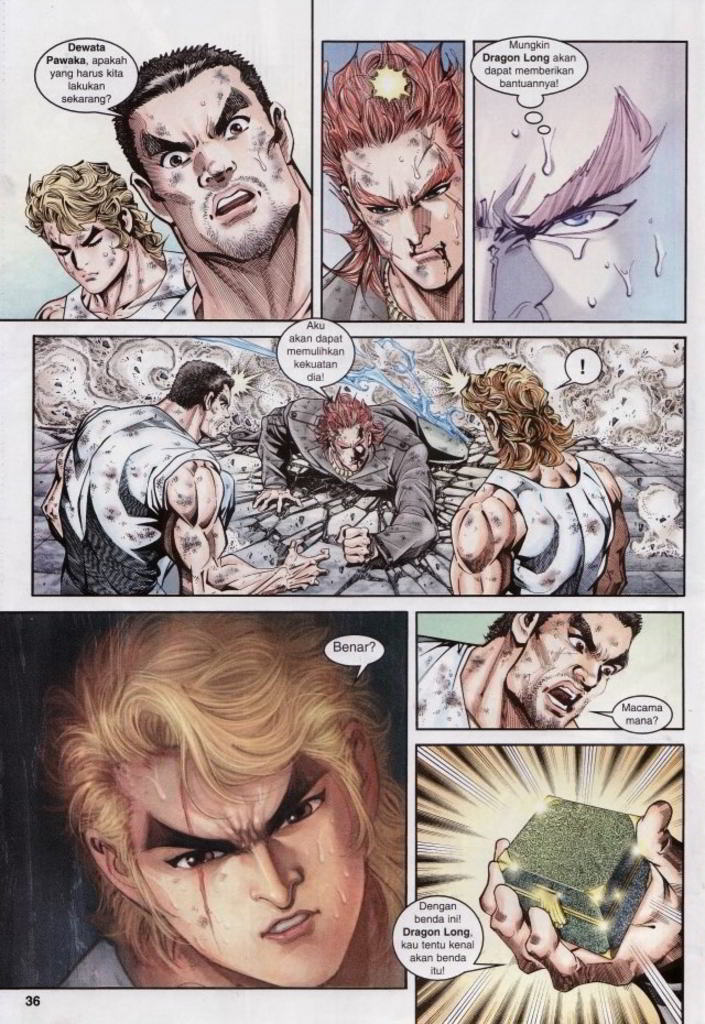 Dewata
Pawaka, apakah
yang harus kita
lakukan
sekarang?
Mungkin
Dragon Long akan
dapat memberikan
bantuannya!
Aku
akan dapat
memulihkan
kekuatan
dia!
!
Benar?
Macama
mana?
Dengan
benda ini!
Dragon Long,
kau tentu kenal
akan benda
itu!
36